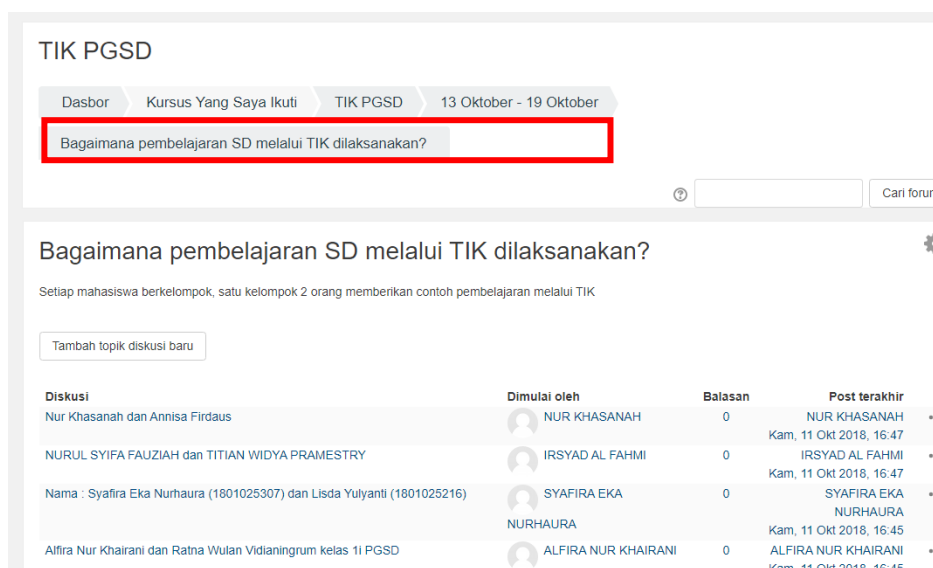 TIK PGSD
Dasbor Kursus Yang Saya Ikuti TIK PGSD 13 Oktober - 19 Oktober
Bagaimana pembelajaran SD melalui TIK dilaksanakan?
Cari forum
Bagaimana pembelajaran SD melalui TIK dilaksanakan?
Setiap mahasiswa berkelompok, satu kelompok 2 orang memberikan contoh pembelajaran melalui TIK
Tambah topik diskusi baru
Diskusi Dimulai oleh Balasan Post terakhir
Nur Khasanah dan Annisa Firdaus NUR KHASANAH 0 NUR KHASANAH
Kam, 11 Okt 2018, 16:47
NURUL SYIFA FAUZIAH dan TITIAN WIDYA PRAMESTRY IRSYAD AL FAHMI 0 IRSYAD AL FAHMI
Kam, 11 Okt 2018, 16:47
Nama : Syafira Eka Nurhaura (1801025307) dan Lisda Yulyanti (1801025216) SYAFIRA EKA 0 SYAFIRA EKA
NURHAURA NURHAURA
Kam, 11 Okt 2018, 16:45
Alfira Nur Khairani dan Ratna Wulan Vidianingrum kelas 1i PGSD ALFIRA NUR KHAIRANI 0 ALFIRA NUR KHAIRANI
Kam, 11 Okt 2018, 16:45